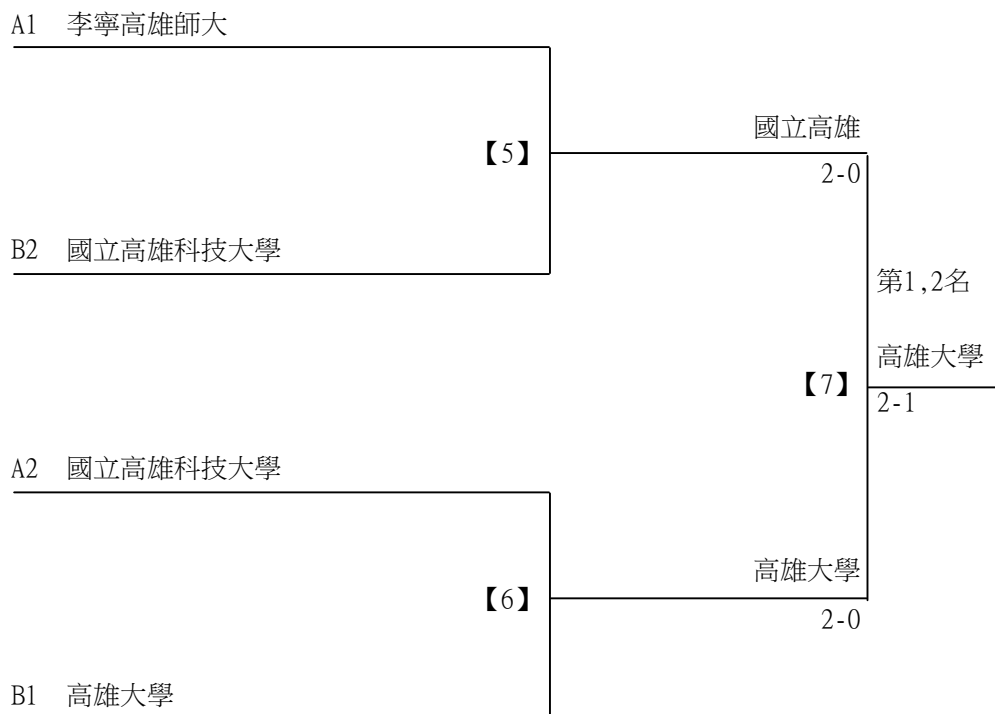 A1 李寧高雄師大
國立高雄
【5】
2-0
B2 國立高雄科技大學
第1,2名
高雄大學
【7】
2-1
A2 國立高雄科技大學
高雄大學
【6】
2-0
B1 高雄大學